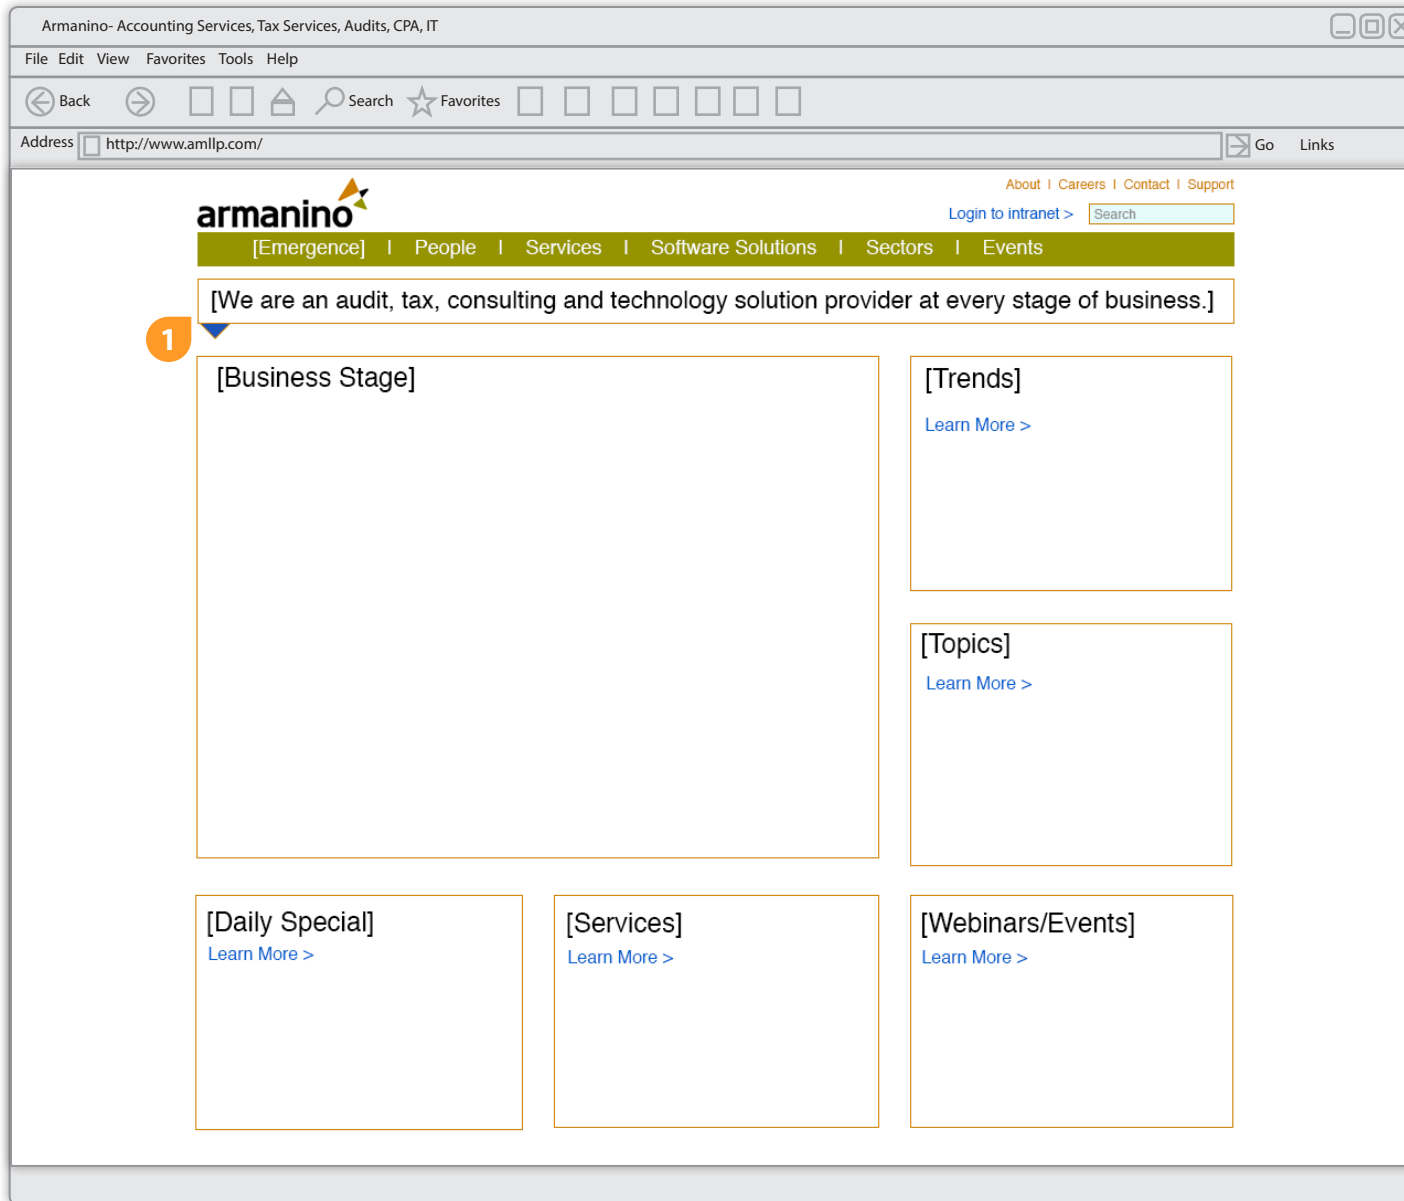 Armanino- Accounting Services, Tax Services, Audits, CPA, IT
File Edit View Favorites Tools Help
Back Search Favorites
Address http://www.amllp.com/ Go Links
About | Careers | Contact | Support
armanino
Login to intranet > Search
[Emergence] | People | Services | Software Solutions | Sectors | Events
[We are an audit, tax, consulting and technology solution provider at every stage of business.]
1
[Business Stage]
[Trends]
Learn More >
[Topics]
Learn More >
[Daily Special]
Learn More >
[Services]
Learn More >
[Webinars/Events]
Learn More >